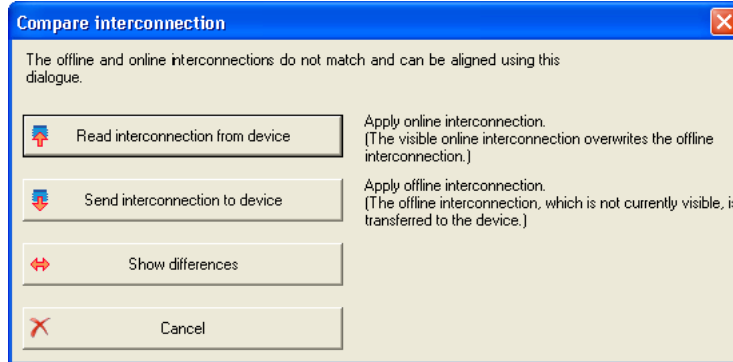 Compare interconnection
The offline and online interconnections do not match and can be aligned using this
dialogue.
Read interconnection from device
Apply online interconnection.
(The visible online interconnection overwrites the offline
interconnection.)
Send interconnection to device
Apply offline interconnection.
(The offline interconnection, which is not currently visible, is
transferred to the device.)
Show differences
Cancel